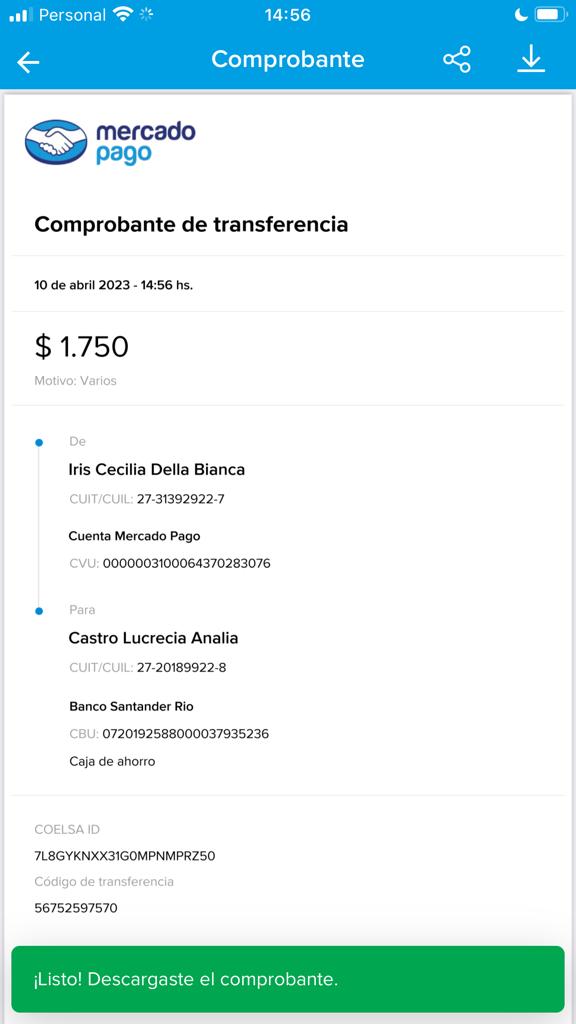 Personal 14:56
Comprobante
mercado
pago
Comprobante de transferencia
10 de abril 2023 - 14:56 hs.
$ 1.750
Motivo: Varios
De
Iris Cecilia Della Bianca
CUIT/CUIL: 27-31392922-7
Cuenta Mercado Pago
CVU: 0000003100064370283076
Para
Castro Lucrecia Analia
CUIT/CUIL: 27-20189922-8
Banco Santander Rio
CBU: 0720192588000037935236
Caja de ahorro
COELSA ID
7L8GYKNXX31G0MPNMPRZ50
Código de transferencia
56752597570
¡Listo! Descargaste el comprobante.